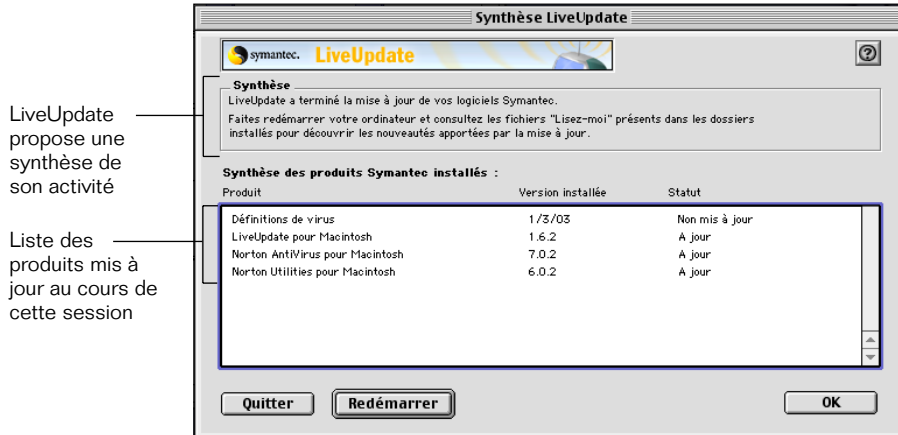 Synthèse LiveUpdate
symantec. LiveUpdate
?
Synthèse
LiveUpdate a terminé la mise à jour de vos logiciels Symantec.
Faites redémarrer votre ordinateur et consultez les fichiers "Lisez-moi" présents dans les dossiers
installés pour découvrir les nouveautés apportées par la mise à jour.
LiveUpdate
propose une
synthèse de
son activité
Synthèse des produits Symantec installés :
Produit Version installée Statut
Définitions de virus 1/3/03 Non mis à jour
LiveUpdate pour Macintosh 1.6.2 A jour
Norton AntiVirus pour Macintosh 7.0.2 A jour
Norton Utilities pour Macintosh 6.0.2 A jour
Liste des
produits mis à
jour au cours de
cette session
Quitter Redémarrer OK